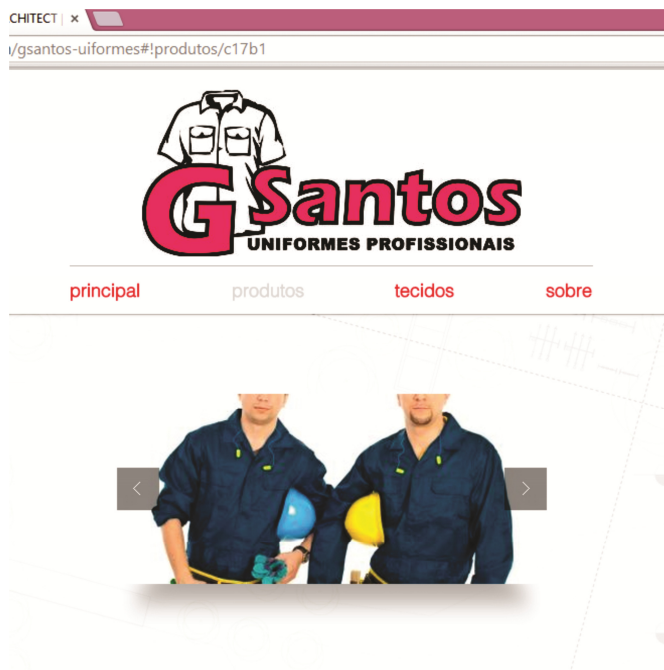 CHITECT | ×
/gsantos-uiformes#!produtos/c17b1
GSantos
UNIFORMES PROFISSIONAIS
principal produtos tecidos sobre